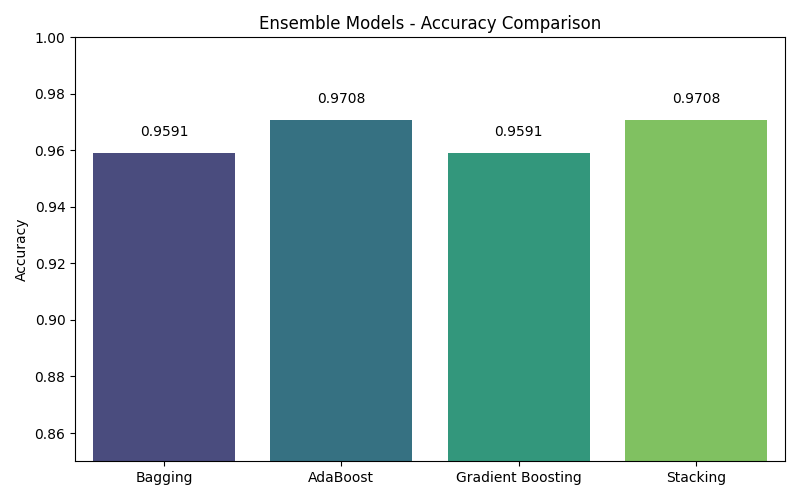 Ensemble Models - Accuracy Comparison
1.00
0.98
0.96
0.94
0.92
0.90
0.88
0.86
Accuracy
0.9591
0.9708
0.9591
0.9708
Bagging
AdaBoost
Gradient Boosting
Stacking